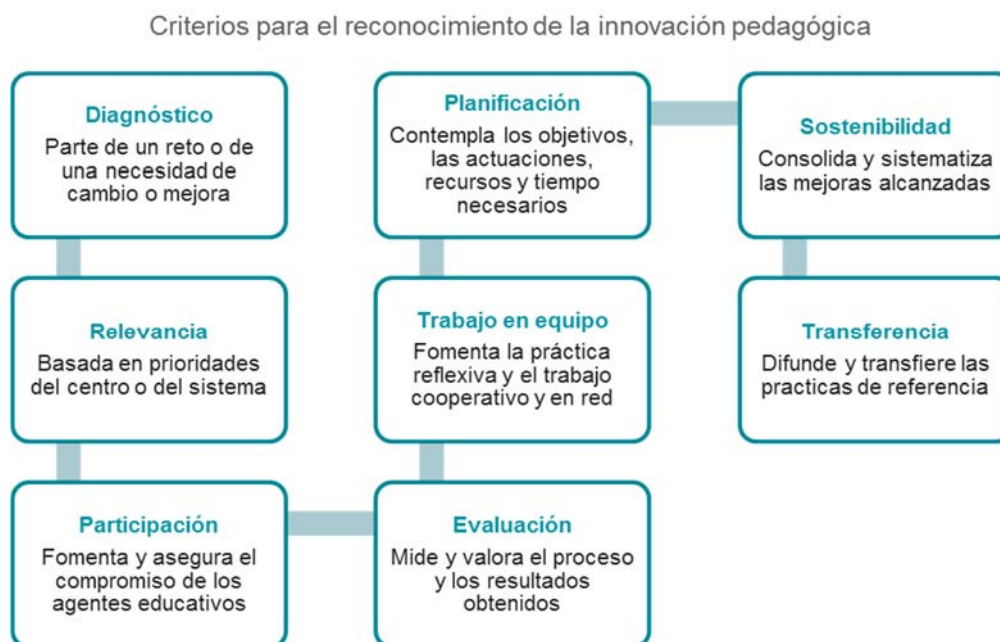 Criterios para el reconocimiento de la innovación pedagógica
Diagnóstico
Parte de un reto o de
una necesidad de
cambio o mejora
Relevancia
Basada en prioridades
del centro o del sistema
Participación
Fomenta y asegura el
compromiso de los
agentes educativos
Evaluación
Mide y valora el proceso
y los resultados
obtenidos
Trabajo en equipo
Fomenta la práctica
reflexiva y el trabajo
cooperativo y en red
Planificación
Contempla los objetivos,
las actuaciones,
recursos y tiempo
necesarios
Sostenibilidad
Consolida y sistematiza
las mejoras alcanzadas
Transferencia
Difunde y transfiere las
practicas de referencia